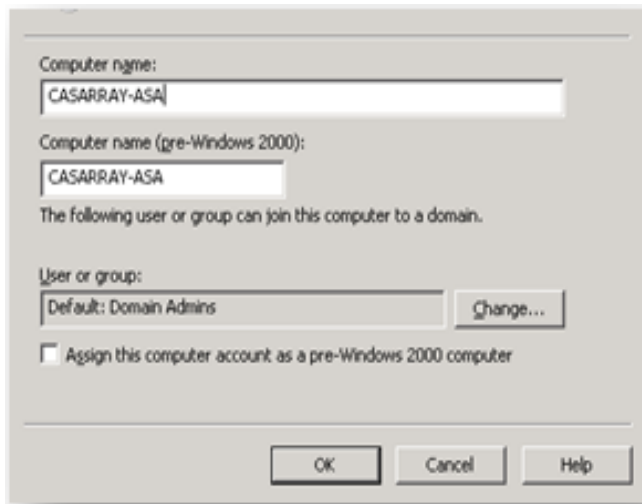 Computer name:
CASARRAY-ASA
Computer name (pre-Windows 2000):
CASARRAY-ASA
The following user or group can join this computer to a domain.
User or group:
Default: Domain Admins
Change...
Assign this computer account as a pre-Windows 2000 computer
OK Cancel Help